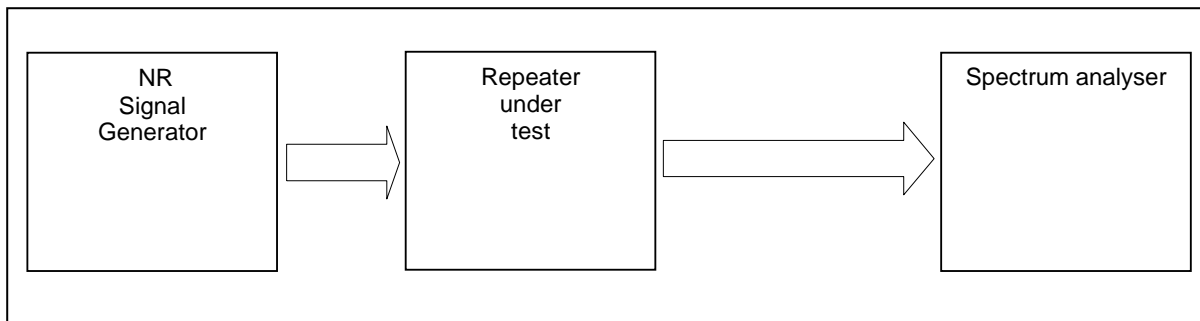 NR
Signal
Generator
Repeater
under
test
Spectrum analyser